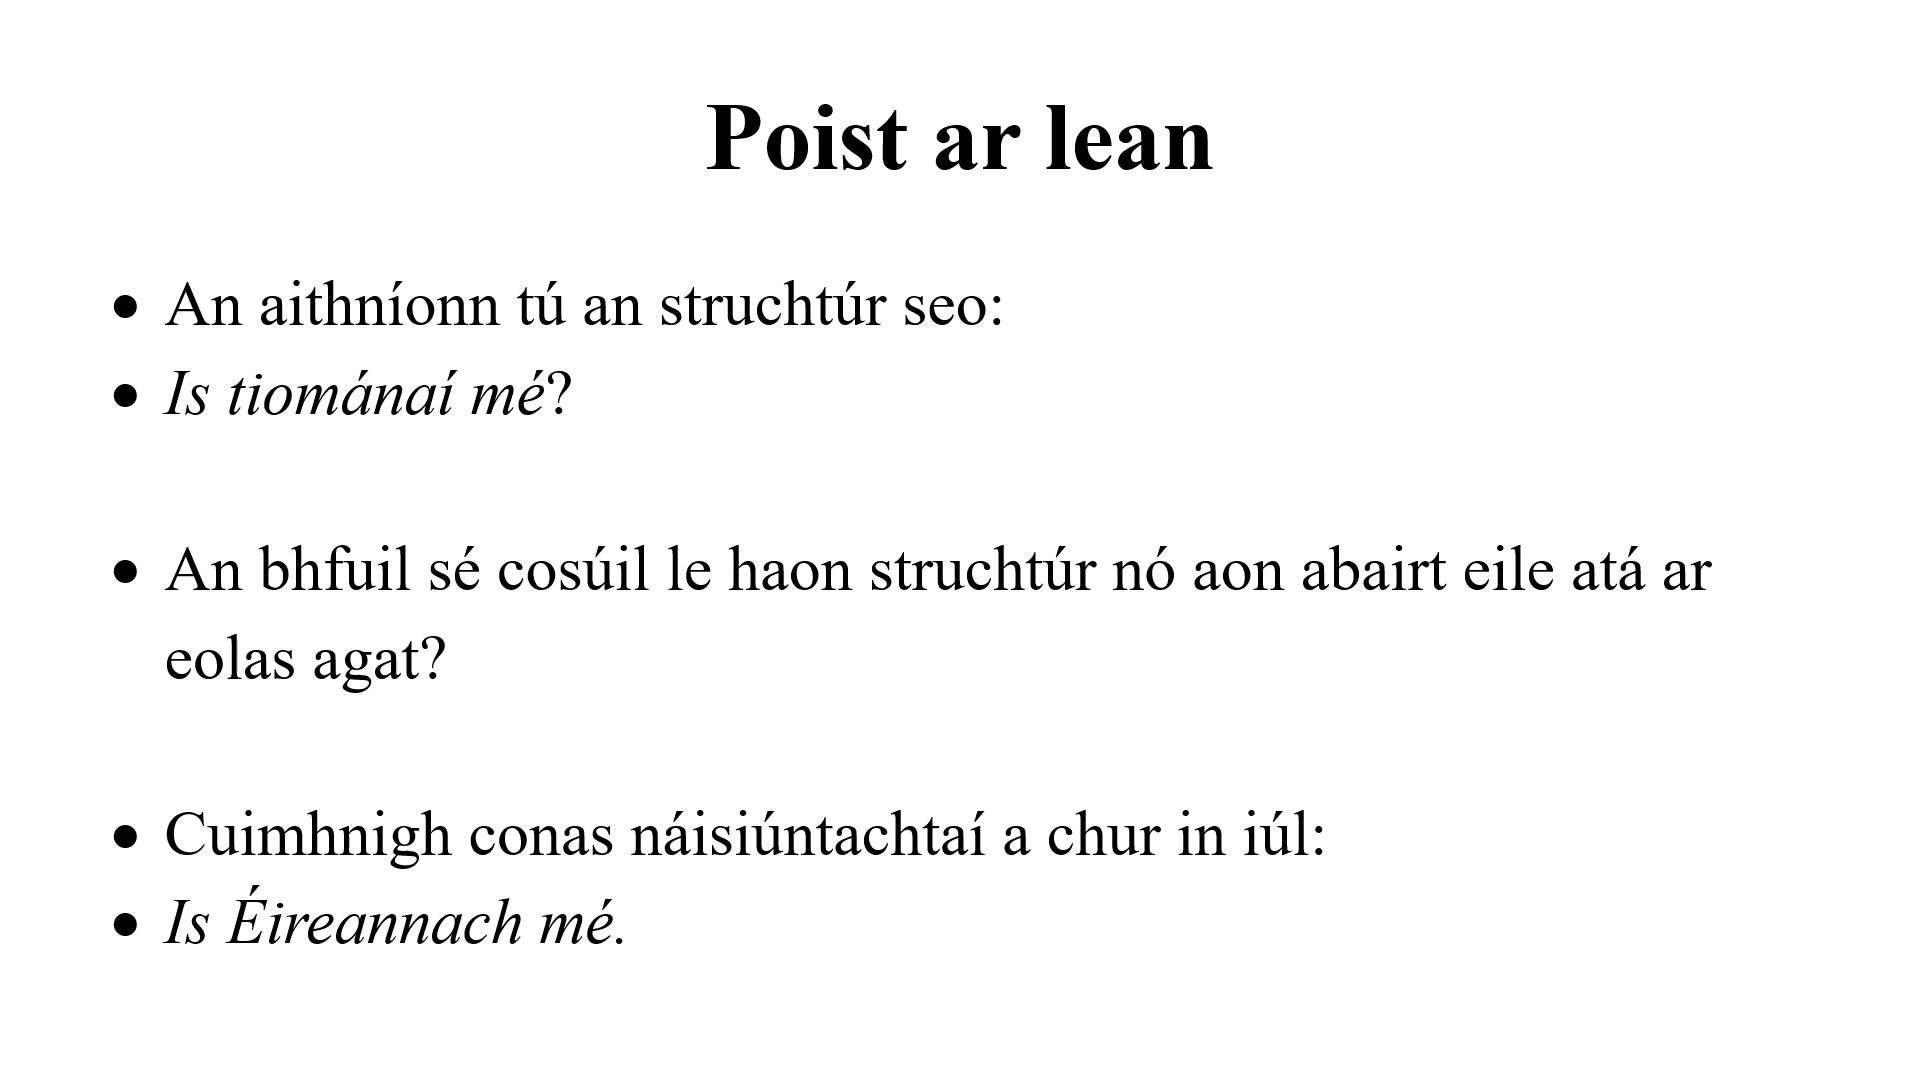 Poist ar lean
• An aithníonn tú an struchtúr seo:
• Is tiománaí mé?
• An bhfuil sé cosúil le haon struchtúr nó aon abairt eile atá ar
eolas agat?
• Cuimhnigh conas náisiúntachtaí a chur in iúl:
• Is Éireannach mé.